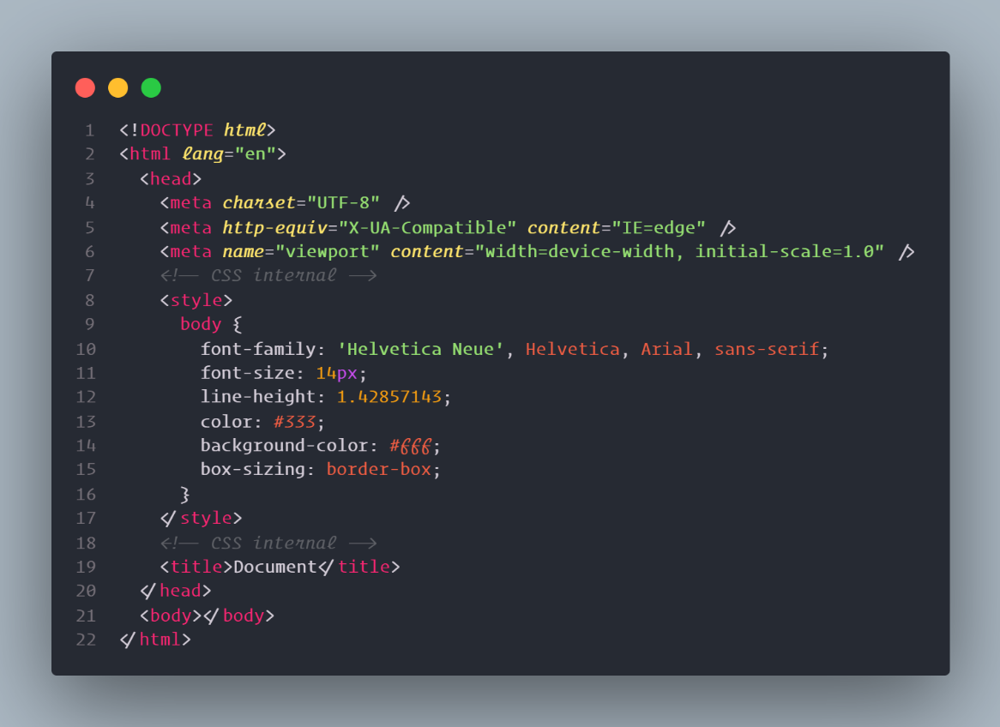 1 <!DOCTYPE html>
2 <html lang="en">
3   <head>
4     <meta charset="UTF-8" />
5     <meta http-equiv="X-UA-Compatible" content="IE=edge" />
6     <meta name="viewport" content="width=device-width, initial-scale=1.0" />
7     <!-- CSS internal -->
8     <style>
9       body {
10         font-family: 'Helvetica Neue', Helvetica, Arial, sans-serif;
11         font-size: 14px;
12         line-height: 1.42857143;
13         color: #333;
14         background-color: #666;
15         box-sizing: border-box;
16       }
17     </style>
18     <!-- CSS internal -->
19     <title>Document</title>
20   </head>
21   <body></body>
22 </html>